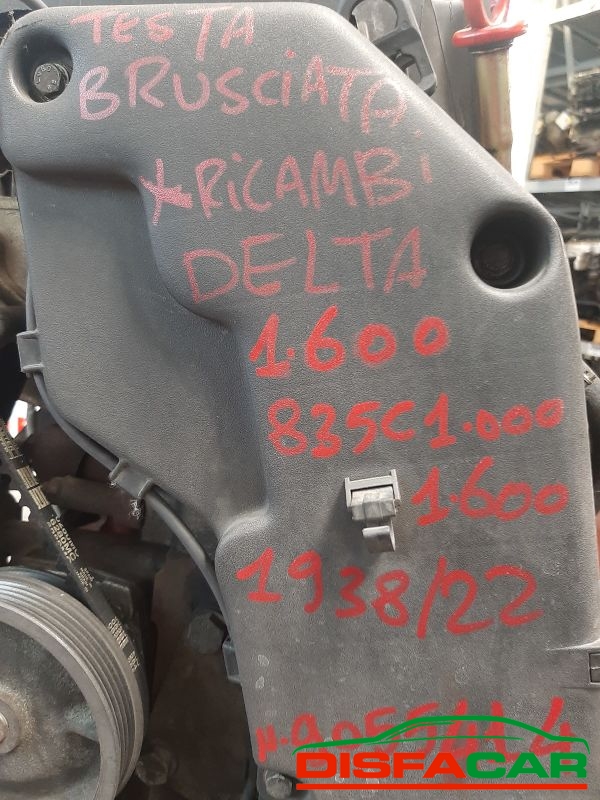 TESTA
BRUSCIATA.
*RiCAMBi
DELTA
1.600
835C1.000
1.600
1938/22
DISFACAR